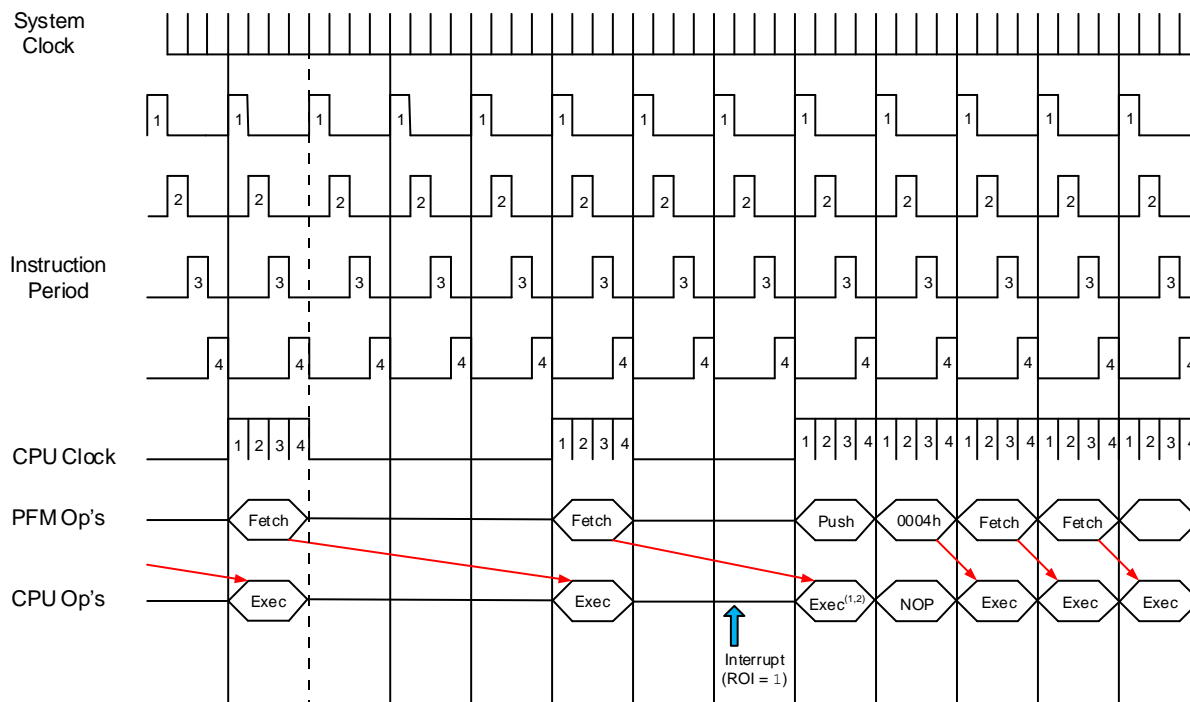 System
Clock
1 1 1 1 1 1 1 1 1 1 1 1 1
2 2 2 2 2 2 2 2 2 2 2 2 2
Instruction
Period
3 3 3 3 3 3 3 3 3 3 3 3 3
4 4 4 4 4 4 4 4 4 4 4 4 4
CPU Clock
1 2 3 4 1 2 3 4 1 2 3 4 1 2 3 4 1 2 3 4 1 2 3 4 1 2 3 4
PFM Op's
Fetch Fetch Push 0004h Fetch Fetch
CPU Op's
Exec Exec Exec(1,2) NOP Exec Exec Exec
Interrupt
(ROI = 1)